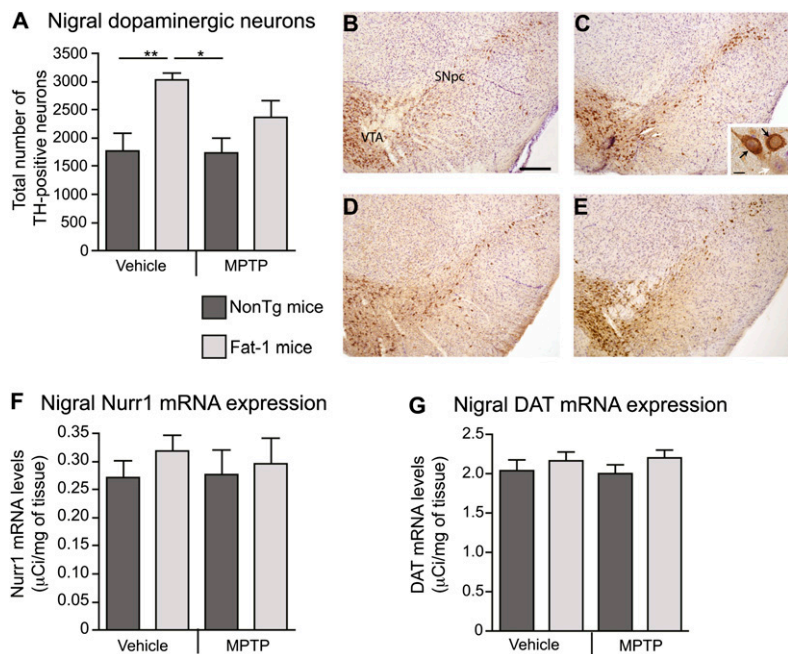 A Nigral dopaminergic neurons
Total number of
TH-positive neurons
3500
3000
2500
2000
1500
1000
500
0
** *
Vehicle MPTP
NonTg mice
Fat-1 mice
B
SNpc
VTA
C
D
E
F Nigral Nurr1 mRNA expression
Nurr1 mRNA levels
(µCi/mg of tissue)
0.35
0.30
0.25
0.20
0.15
0.10
0.05
0
Vehicle MPTP
G Nigral DAT mRNA expression
DAT mRNA levels
(µCi/mg of tissue)
2.5
2.0
1.5
1.0
0.5
0
Vehicle MPTP